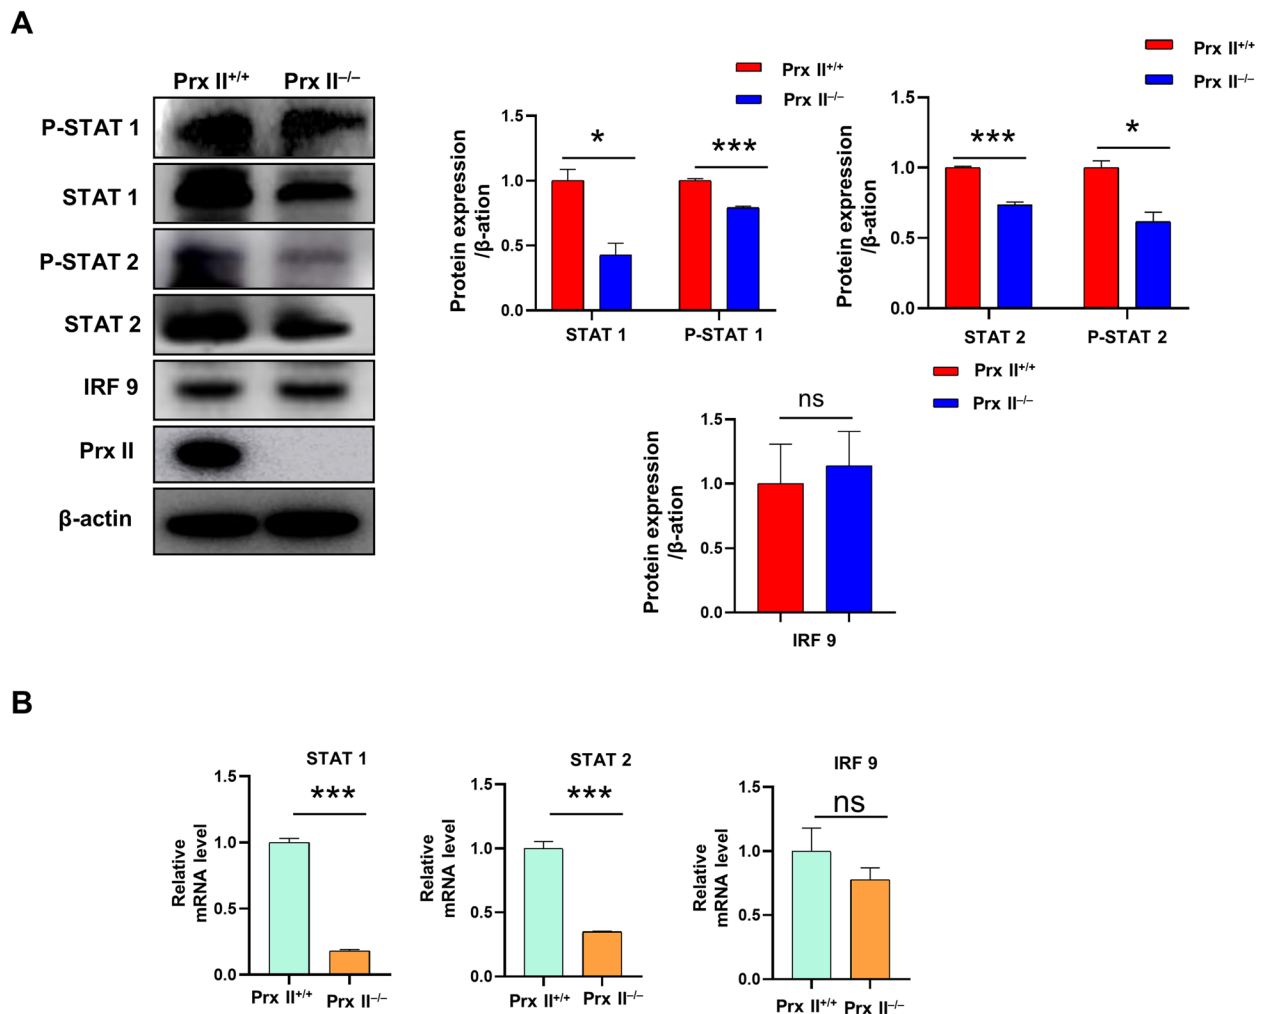 A
Prx II+/+ Prx II–/–
P-STAT 1
STAT 1
P-STAT 2
STAT 2
IRF 9
Prx II
β-actin
Prx II+/+
Prx II–/–
Protein expression
/β-ation
1.5
1.0
0.5
0.0
*
***
STAT 1 P-STAT 1
Prx II+/+
Prx II–/–
Protein expression
/β-ation
1.5
1.0
0.5
0.0
***
*
STAT 2 P-STAT 2
Prx II+/+
Prx II–/–
Protein expression
/β-ation
1.5
1.0
0.5
0.0
ns
IRF 9
B
STAT 1
Relative
mRNA level
1.5
1.0
0.5
0.0
***
Prx II+/+ Prx II–/–
STAT 2
Relative
mRNA level
1.5
1.0
0.5
0.0
***
Prx II+/+ Prx II–/–
IRF 9
Relative
mRNA level
1.5
1.0
0.5
0.0
ns
Prx II+/+ Prx II–/–